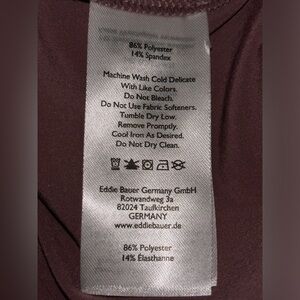 86% Polyester
14% Spandex
Machine Wash Cold Delicate
With Like Colors.
Do Not Bleach.
Do Not Use Fabric Softeners.
Tumble Dry Low.
Remove Promptly.
Cool Iron As Desired.
Do Not Dry Clean.
Eddie Bauer Germany GmbH
Rotwandweg 3a
82024 Taufkirchen
GERMANY
www.eddiebauer.de
86% Polyester
14% Élasthanne